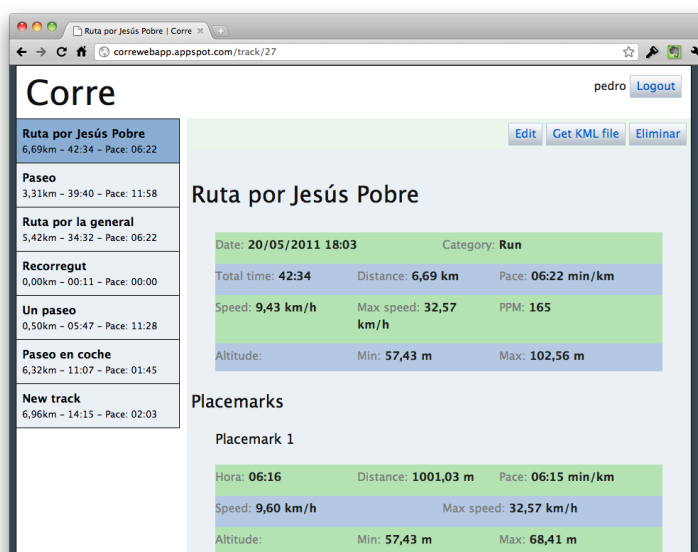 Ruta por Jesús Pobre | Corre
correwebapp.appspot.com/track/27
Corre
pedro Logout
Ruta por Jesús Pobre
6,69km – 42:34 – Pace: 06:22
Paseo
3,31km – 39:40 – Pace: 11:58
Ruta por la general
5,42km – 34:32 – Pace: 06:22
Recorregut
0,00km – 00:11 – Pace: 00:00
Un paseo
0,50km – 05:47 – Pace: 11:28
Paseo en coche
6,32km – 11:07 – Pace: 01:45
New track
6,96km – 14:15 – Pace: 02:03
Edit Get KML file Eliminar
Ruta por Jesús Pobre
Date: 20/05/2011 18:03 Category: Run
Total time: 42:34 Distance: 6,69 km Pace: 06:22 min/km
Speed: 9,43 km/h Max speed: 32,57 PPM: 165
km/h
Altitude: Min: 57,43 m Max: 102,56 m
Placemarks
Placemark 1
Hora: 06:16 Distance: 1001,03 m Pace: 06:15 min/km
Speed: 9,60 km/h Max speed: 32,57 km/h
Altitude: Min: 57,43 m Max: 68,41 m